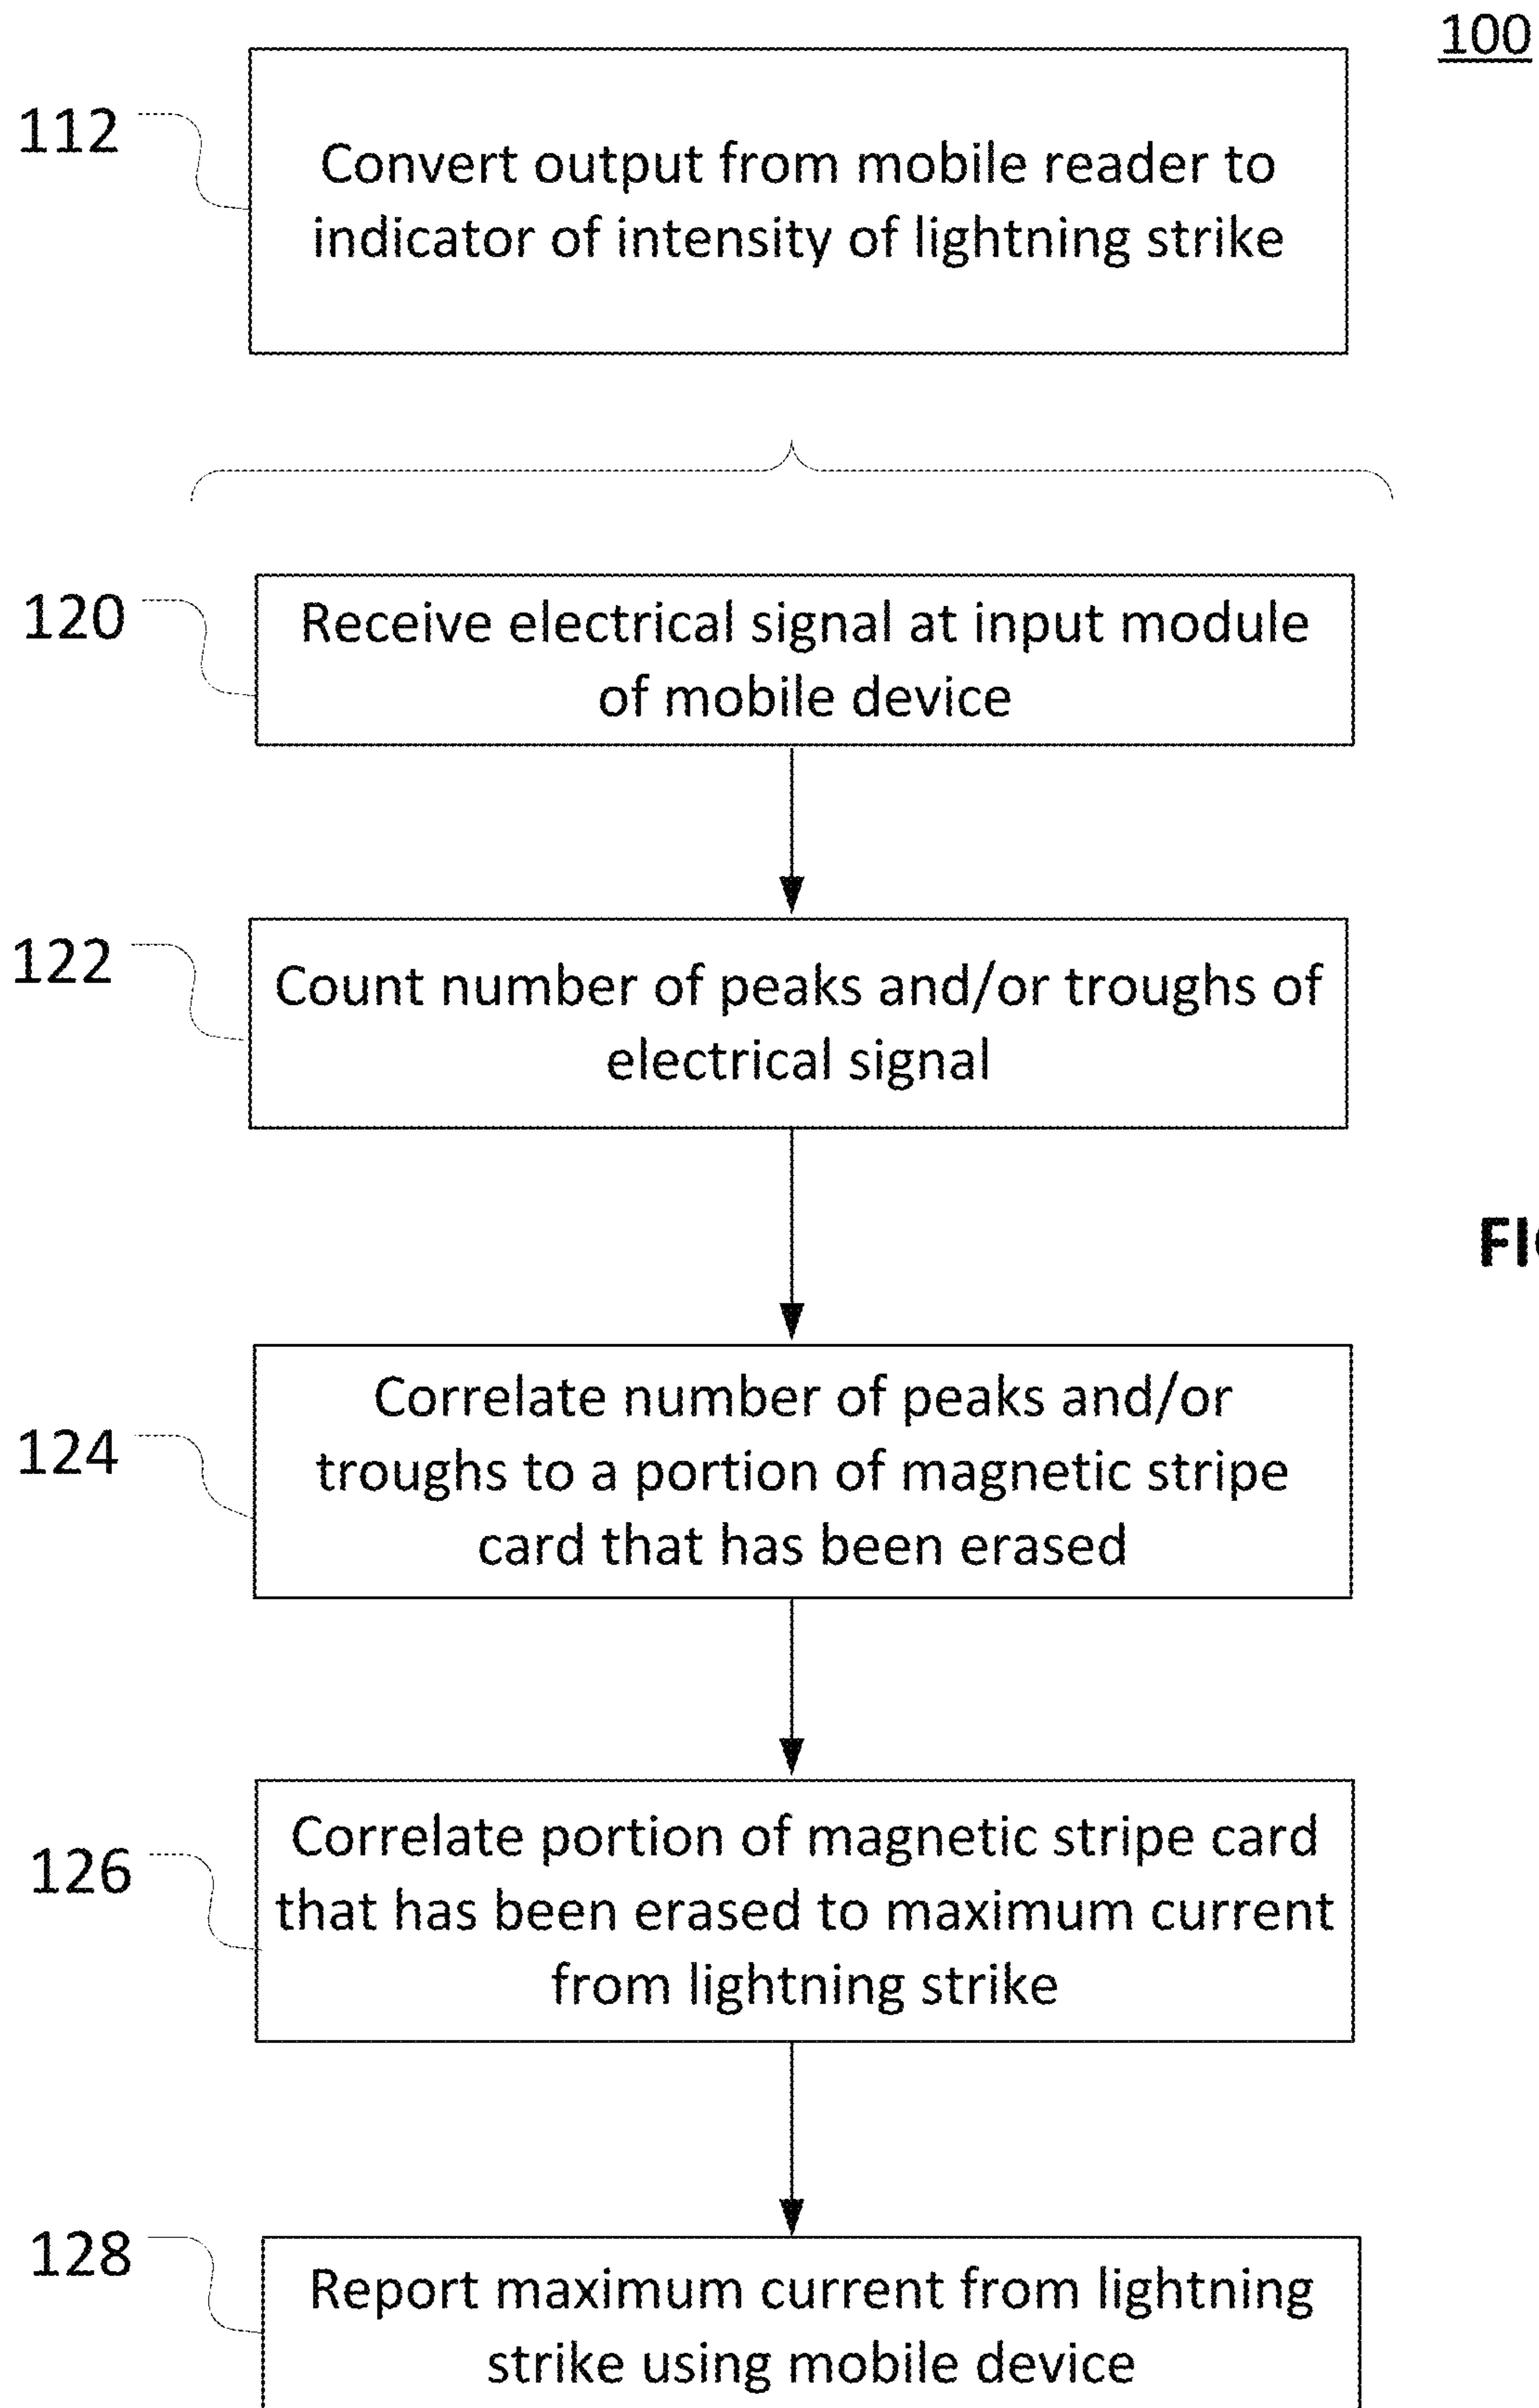 100
112
Convert output from mobile reader to
indicator of intensity of lightning strike
120
Receive electrical signal at input module
of mobile device
122
Count number of peaks and/or troughs of
electrical signal
124
Correlate number of peaks and/or
troughs to a portion of magnetic stripe
card that has been erased
126
Correlate portion of magnetic stripe card
that has been erased to maximum current
from lightning strike
128
Report maximum current from lightning
strike using mobile device